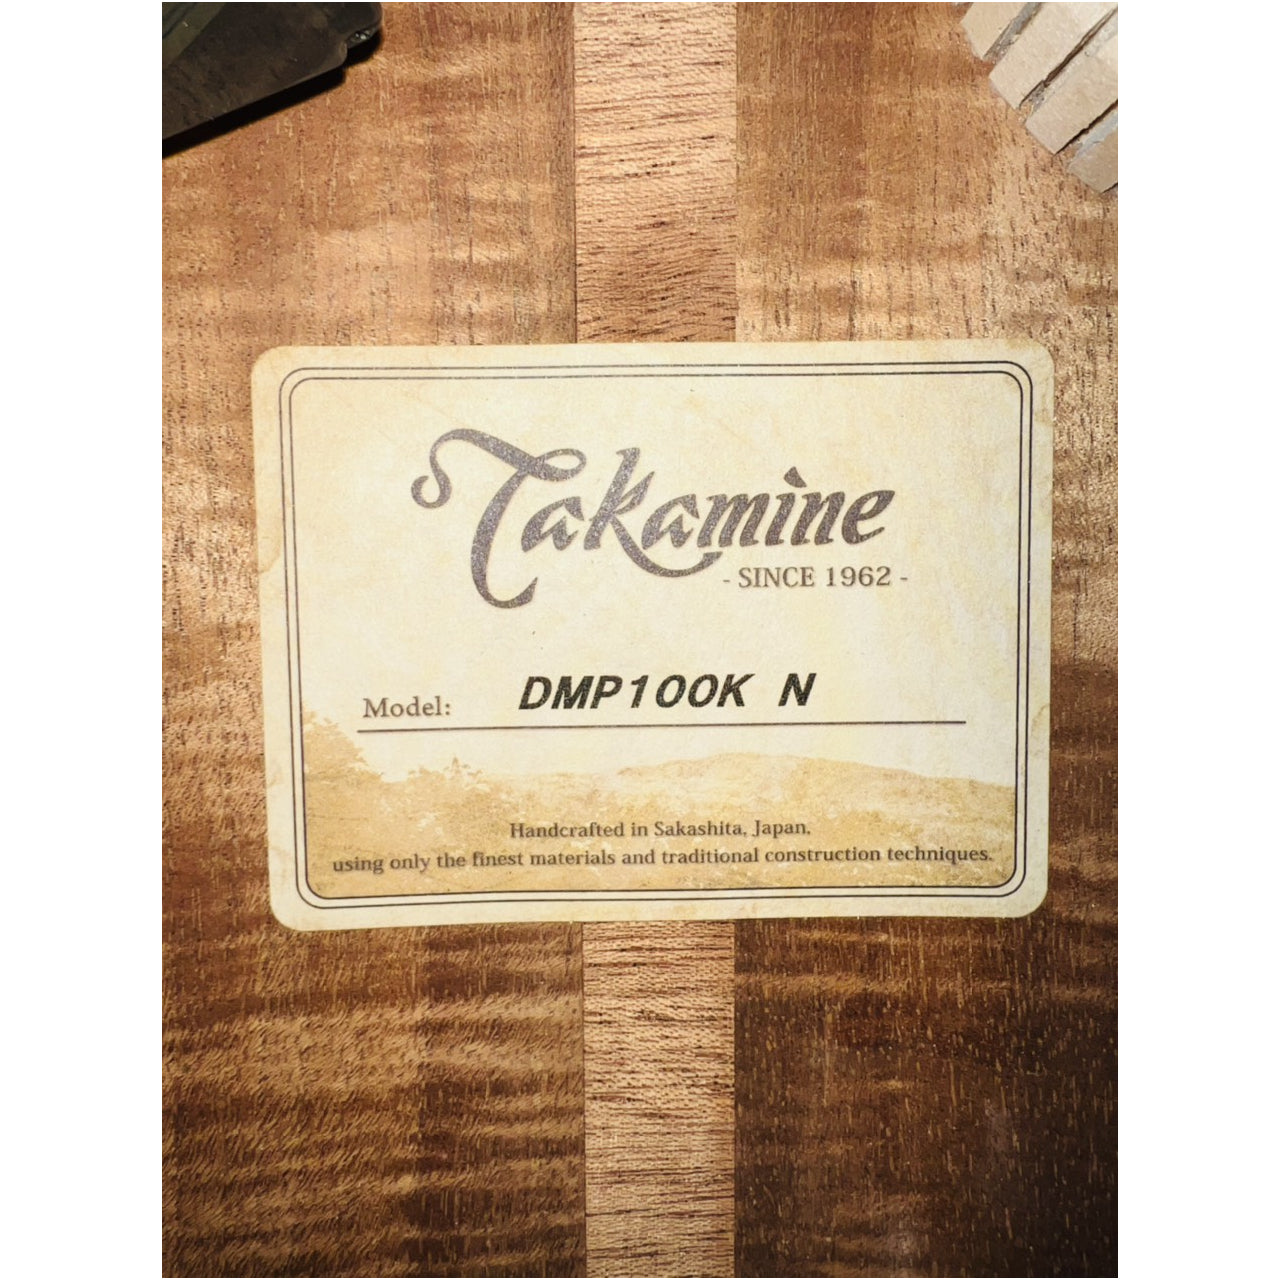 Takamine
- SINCE 1962 -
Model: DMP100K N
Handcrafted in Sakashita, Japan,
using only the finest materials and traditional construction techniques.